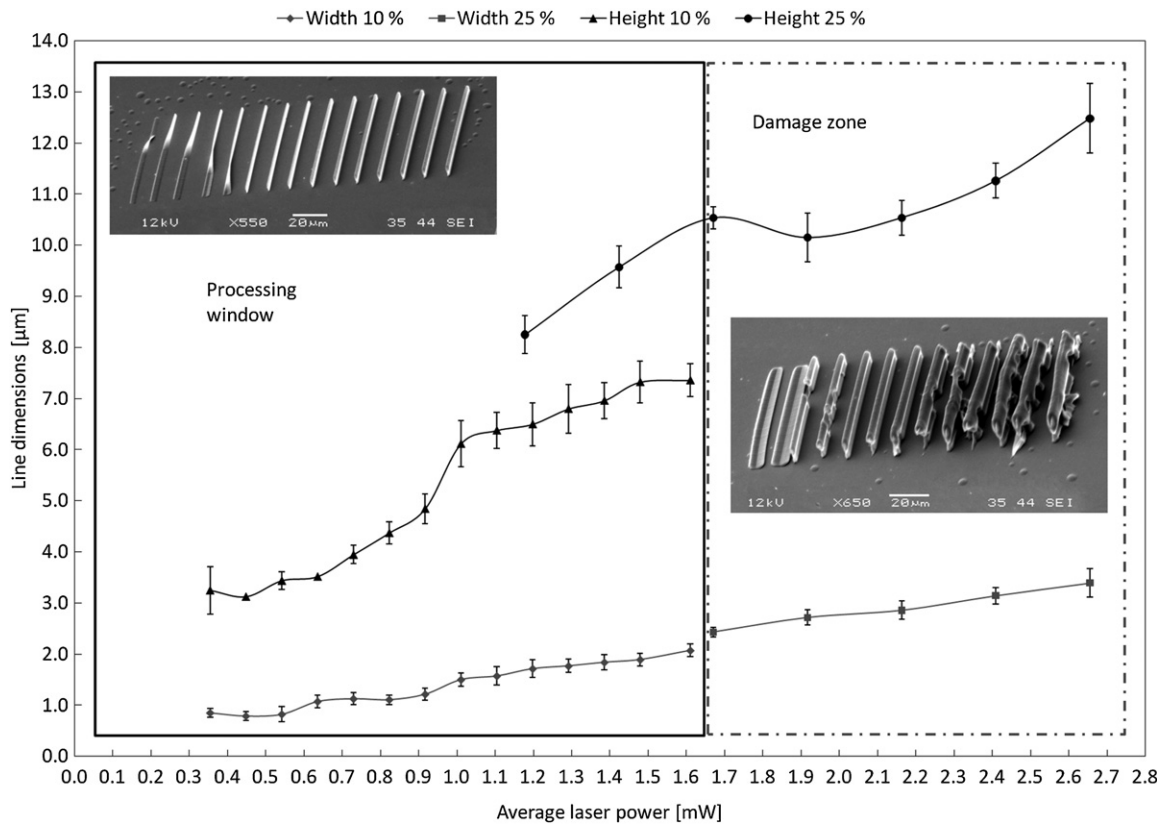 Width 10 % Width 25 % Height 10 % Height 25 %
14.0
13.0
12.0
11.0
10.0
9.0
8.0
7.0
6.0
5.0
4.0
3.0
2.0
1.0
0.0
Line dimensions [µm]
12kV X550 20µm 35 44 SEI
Processing
window
Damage zone
12kV X650 20µm 35 44 SEI
0.0 0.1 0.2 0.3 0.4 0.5 0.6 0.7 0.8 0.9 1.0 1.1 1.2 1.3 1.4 1.5 1.6 1.7 1.8 1.9 2.0 2.1 2.2 2.3 2.4 2.5 2.6 2.7 2.8
Average laser power [mW]